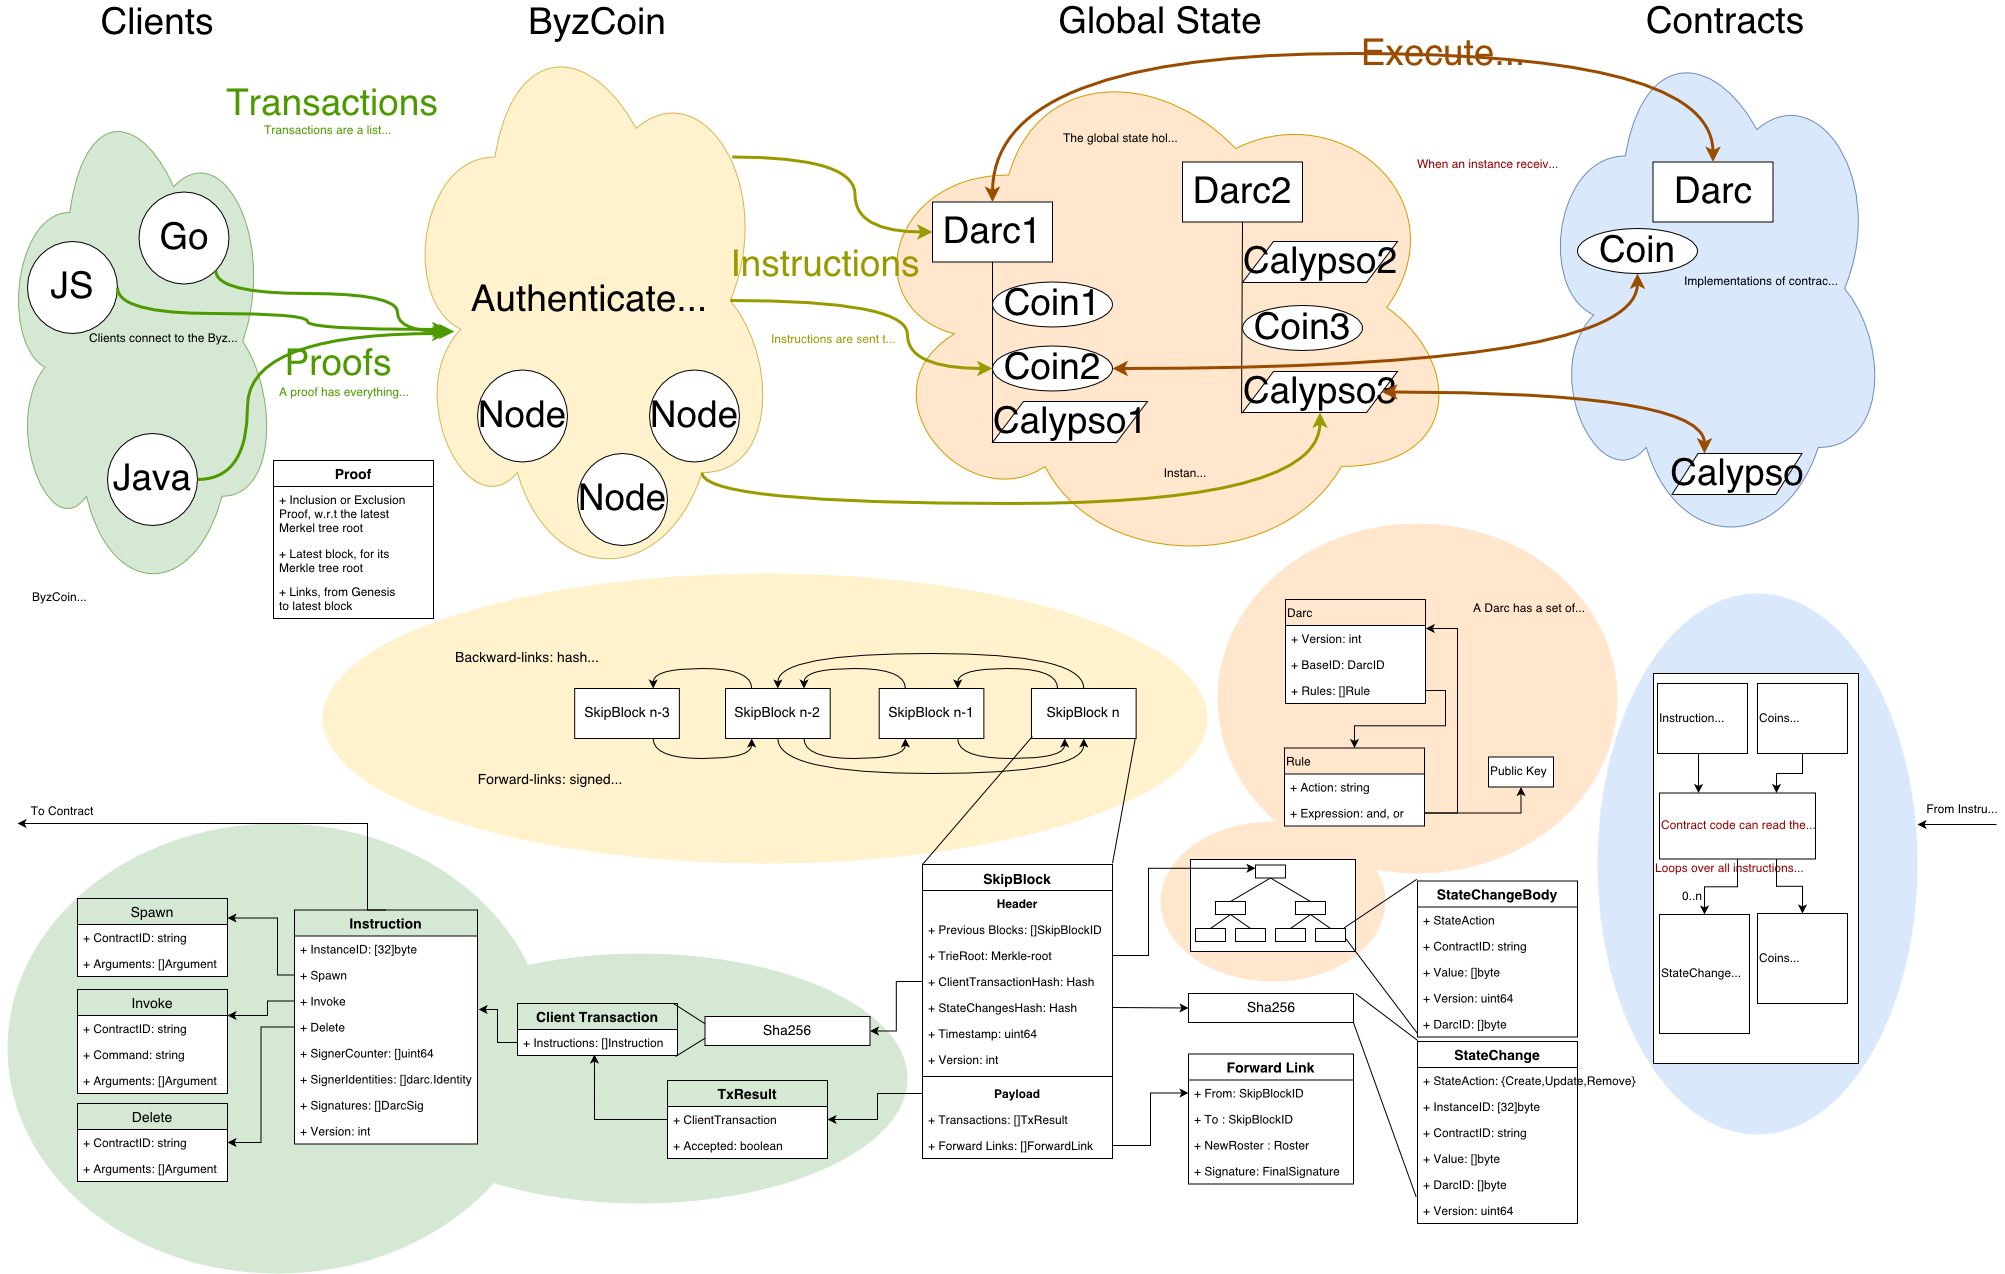 Clients
ByzCoin
Global State
Contracts
Execute...
Transactions
Transactions are a list...
The global state hol...
When an instance receiv...
Go
JS
Clients connect to the Byz...
Proofs
A proof has everything...
Java
Authenticate...
Node
Node
Node
Instructions
Instructions are sent t...
Darc1
Coin1
Coin2
Calypso1
Darc2
Calypso2
Coin3
Calypso3
Instan...
Darc
Coin
Implementations of contrac...
Calypso
Proof
+ Inclusion or Exclusion
Proof, w.r.t the latest
Merkel tree root
+ Latest block, for its
Merkle tree root
+ Links, from Genesis
to latest block
ByzCoin...
Backward-links: hash...
SkipBlock n-3
SkipBlock n-2
SkipBlock n-1
SkipBlock n
Forward-links: signed...
Darc
+ Version: int
+ BaseID: DarcID
+ Rules: []Rule
A Darc has a set of...
Rule
+ Action: string
+ Expression: and, or
Public Key
Instruction...
Coins...
Contract code can read the...
Loops over all instructions...
0..n
StateChange...
Coins...
From Instru...
To Contract
Spawn
+ ContractID: string
+ Arguments: []Argument
Invoke
+ ContractID: string
+ Command: string
+ Arguments: []Argument
Delete
+ ContractID: string
+ Arguments: []Argument
Instruction
+ InstanceID: [32]byte
+ Spawn
+ Invoke
+ Delete
+ SignerCounter: []uint64
+ SignerIdentities: []darc.Identity
+ Signatures: []DarcSig
+ Version: int
Client Transaction
+ Instructions: []Instruction
Sha256
TxResult
+ ClientTransaction
+ Accepted: boolean
SkipBlock
Header
+ Previous Blocks: []SkipBlockID
+ TrieRoot: Merkle-root
+ ClientTransactionHash: Hash
+ StateChangesHash: Hash
+ Timestamp: uint64
+ Version: int
Payload
+ Transactions: []TxResult
+ Forward Links: []ForwardLink
Sha256
Forward Link
+ From: SkipBlockID
+ To : SkipBlockID
+ NewRoster : Roster
+ Signature: FinalSignature
StateChangeBody
+ StateAction
+ ContractID: string
+ Value: []byte
+ Version: uint64
+ DarcID: []byte
StateChange
+ StateAction: {Create,Update,Remove}
+ InstanceID: [32]byte
+ ContractID: string
+ Value: []byte
+ DarcID: []byte
+ Version: uint64